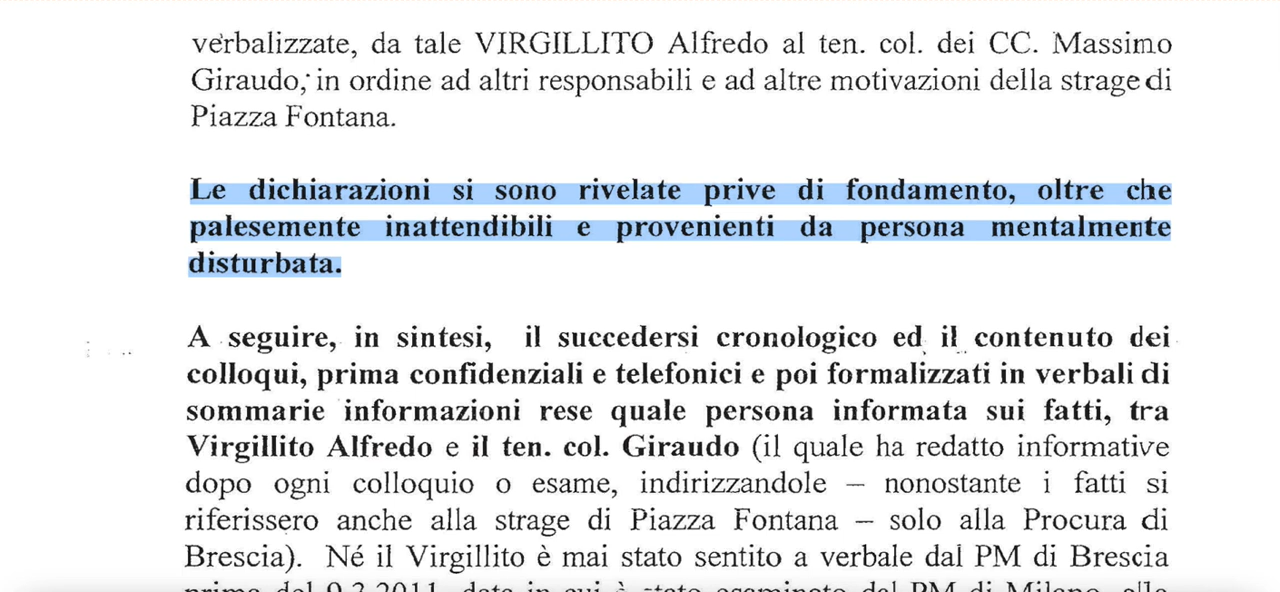 verbalizzate, da tale VIRGILLITO Alfredo al ten. col. dei CC. Massimo
Giraudo, in ordine ad altri responsabili e ad altre motivazioni della strage di
Piazza Fontana.
Le dichiarazioni si sono rivelate prive di fondamento, oltre che
palesemente inattendibili e provenienti da persona mentalmente
disturbata.
A seguire, in sintesi, il succedersi cronologico ed il contenuto dei
colloqui, prima confidenziali e telefonici e poi formalizzati in verbali di
sommarie informazioni rese quale persona informata sui fatti, tra
Virgillito Alfredo e il ten. col. Giraudo (il quale ha redatto informative
dopo ogni colloquio o esame, indirizzandole – nonostante i fatti si
riferissero anche alla strage di Piazza Fontana – solo alla Procura di
Brescia). Né il Virgillito è mai stato sentito a verbale dal PM di Brescia